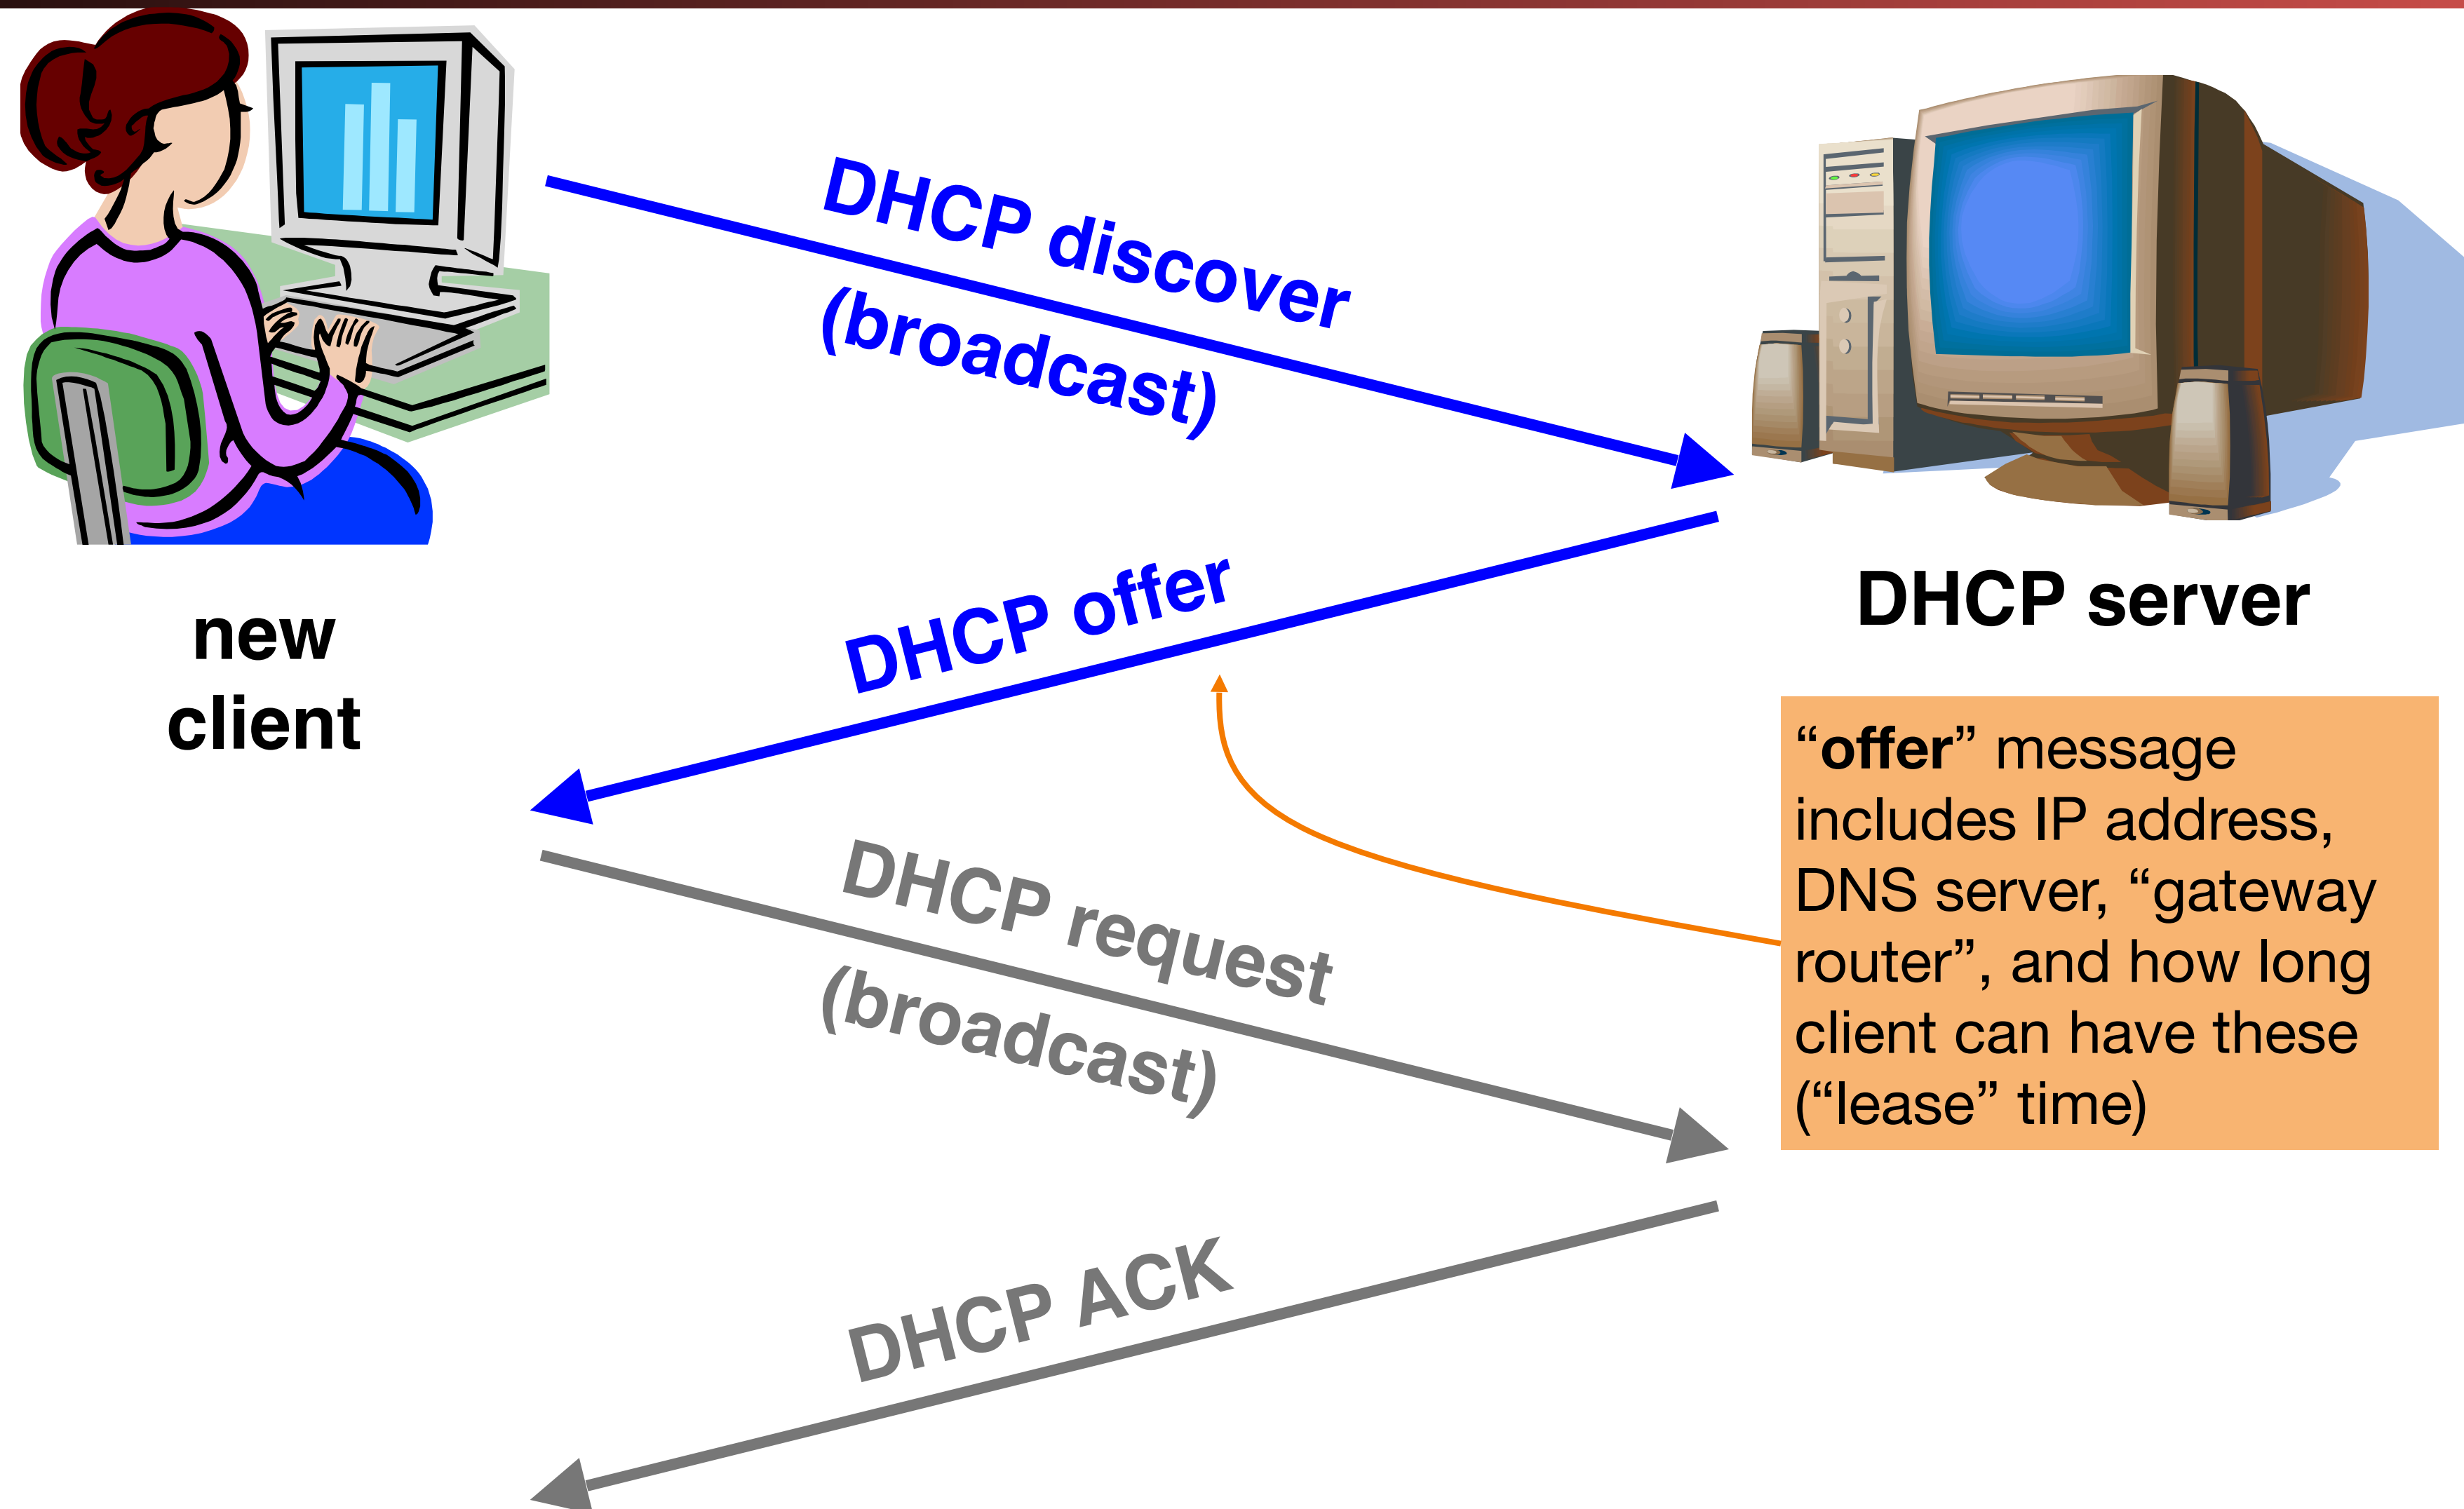 DHCP discover
(broadcast)
DHCP offer
new
client
DHCP server
“offer” message
includes IP address,
DNS server, “gateway
router”, and how long
client can have these
(“lease” time)
DHCP request
(broadcast)
DHCP ACK